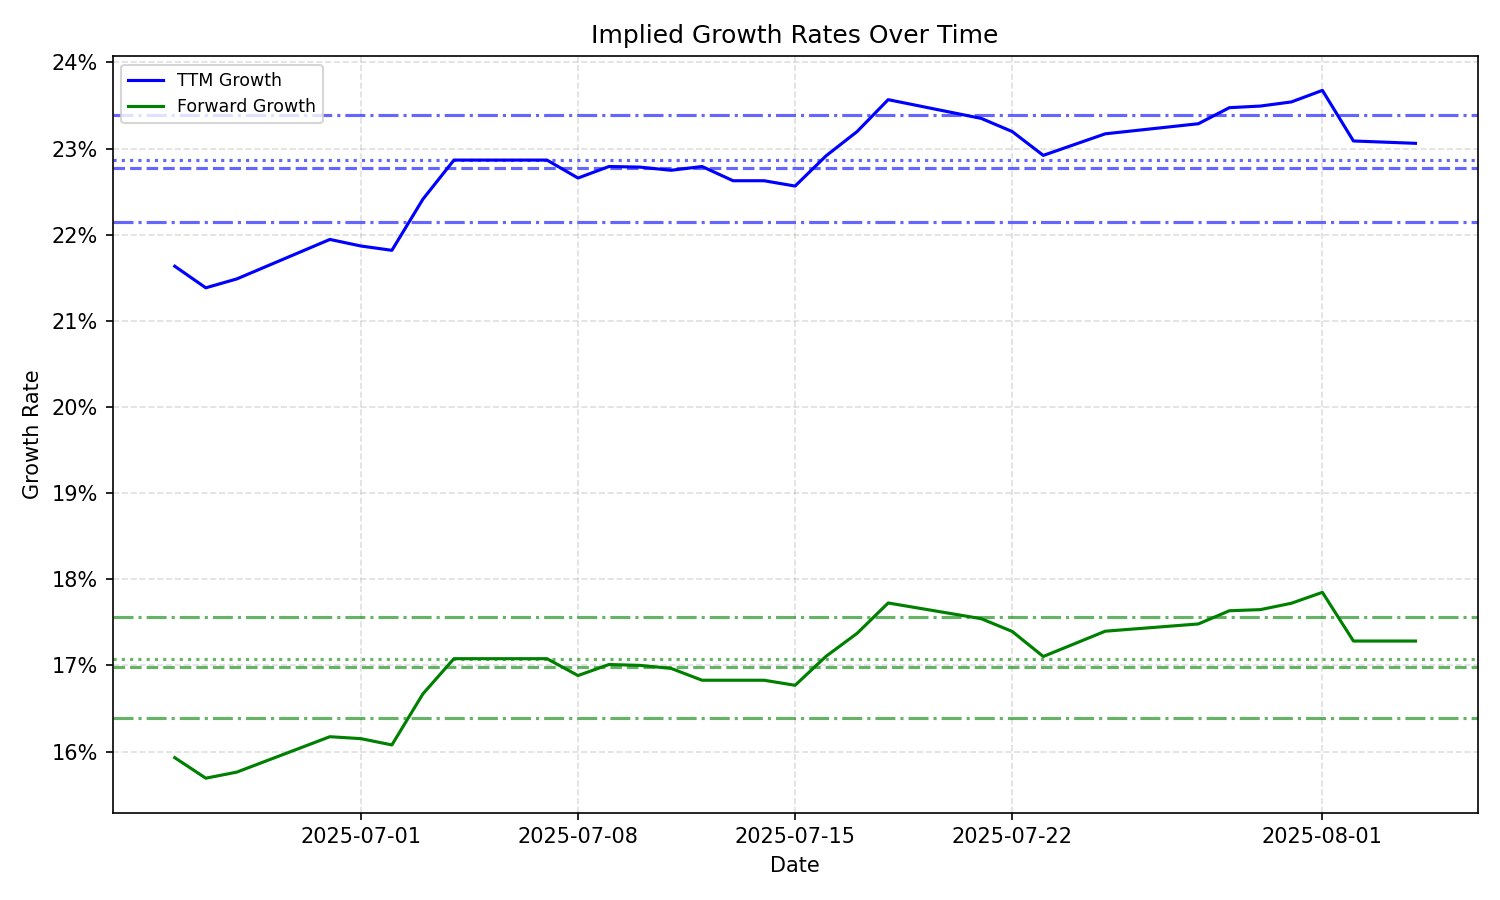 Implied Growth Rates Over Time
TTM Growth
Forward Growth
24%
23%
22%
21%
20%
19%
18%
17%
16%
Growth Rate
2025-07-01
2025-07-08
2025-07-15
2025-07-22
2025-08-01
Date